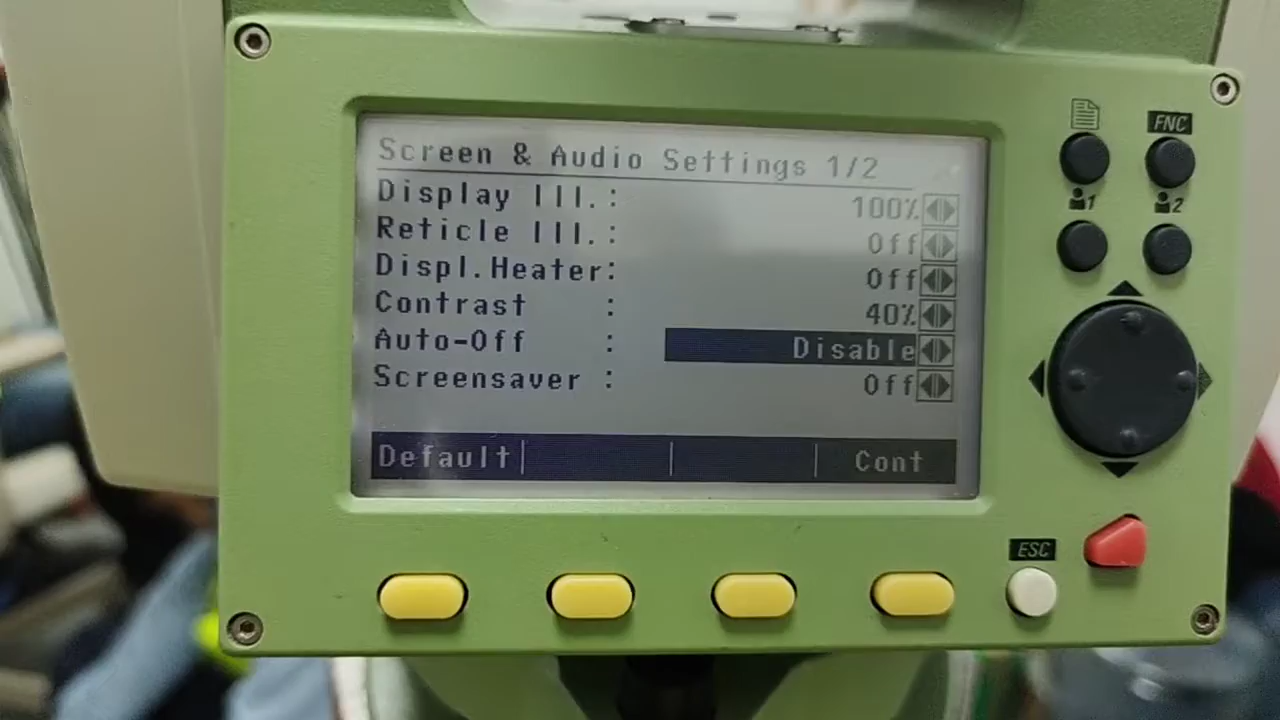 Screen & Audio Settings 1/2
Display Ill.: 100%
Reticle Ill.: Off
Displ.Heater: Off
Contrast : 40%
Auto-Off : Disable
Screensaver : Off
Default Cont
FNC
1 2
ESC